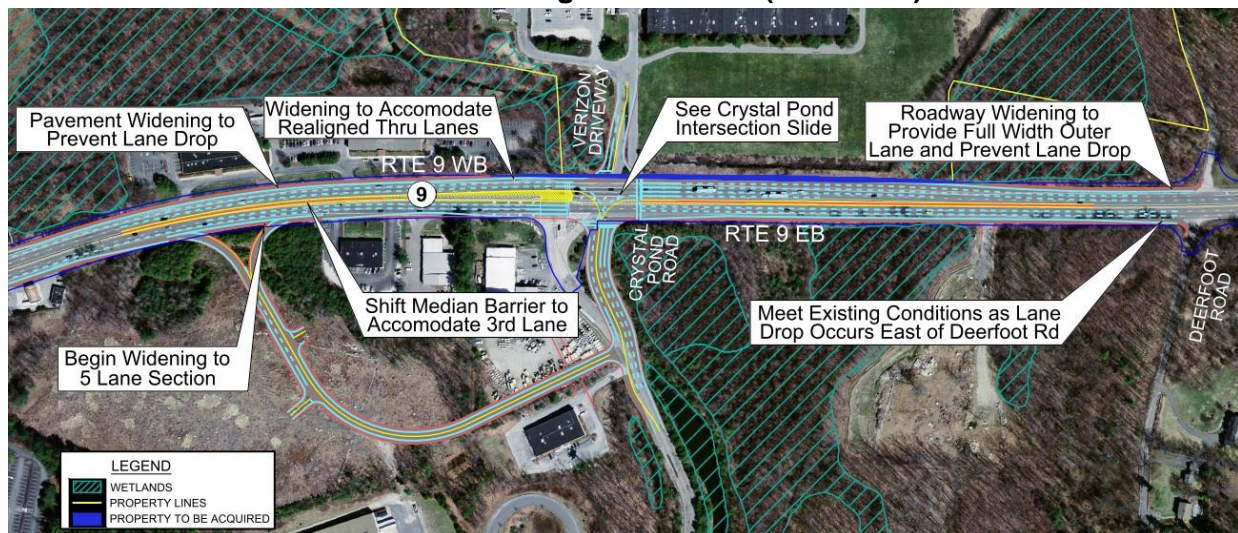 Pavement Widening to
Prevent Lane Drop
Widening to Accomodate
Realigned Thru Lanes
VERIZON
DRIVEWAY
See Crystal Pond
Intersection Slide
Roadway Widening to
Provide Full Width Outer
Lane and Prevent Lane Drop
RTE 9 WB
9
RTE 9 EB
CRYSTAL
POND
ROAD
DEERFOOT
ROAD
Shift Median Barrier to
Accomodate 3rd Lane
Meet Existing Conditions as Lane
Drop Occurs East of Deerfoot Rd
Begin Widening to
5 Lane Section
LEGEND
WETLANDS
PROPERTY LINES
PROPERTY TO BE ACQUIRED